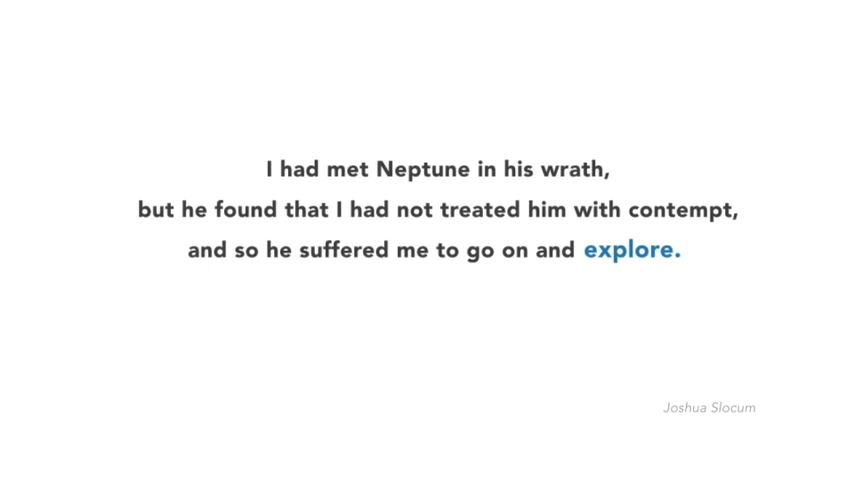 I had met Neptune in his wrath,
but he found that I had not treated him with contempt,
and so he suffered me to go on and explore.
Joshua Slocum